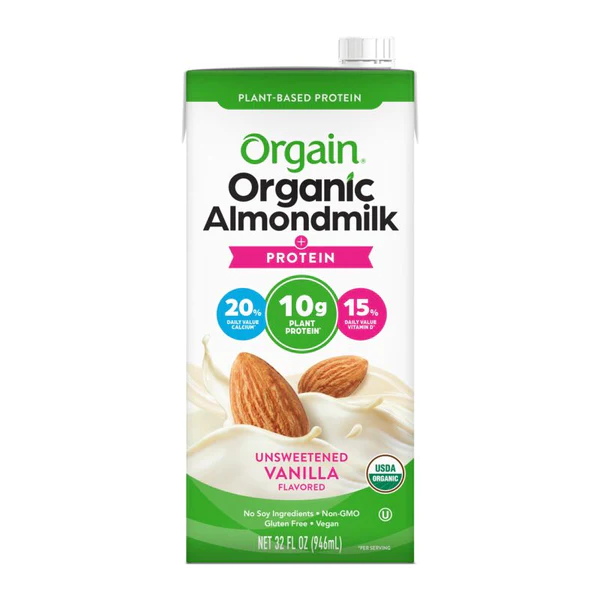 PLANT-BASED PROTEIN
Orgain®
Organic
Almondmilk
+
PROTEIN
20%
DAILY VALUE
CALCIUM*
10g
PLANT
PROTEIN*
15%
DAILY VALUE
VITAMIN D*
UNSWEETENED
VANILLA
FLAVORED
USDA
ORGANIC
No Soy Ingredients • Non-GMO
Gluten Free • Vegan
U
NET 32 FL OZ (946mL)
*PER SERVING